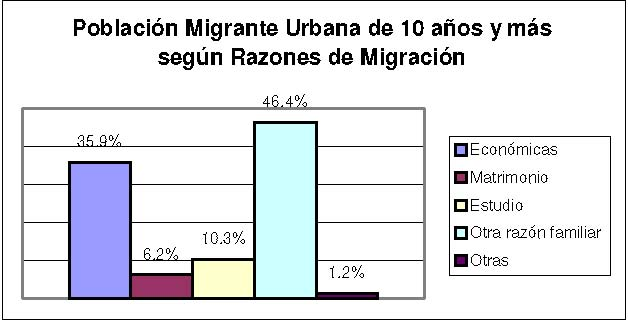 Población Migrante Urbana de 10 años y más
según Razones de Migración
46.4%
35.9%
10.3%
6.2%
1.2%
Económicas
Matrimonio
Estudio
Otra razón familiar
Otras